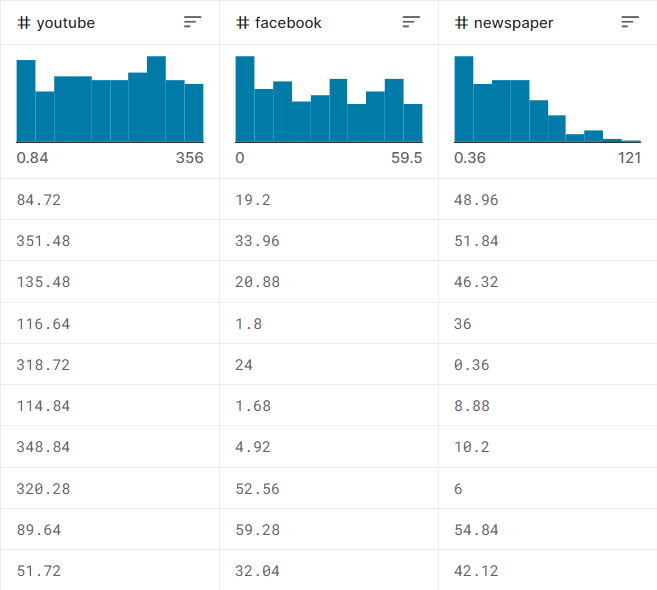 # youtube # facebook # newspaper
0.84 356 0 59.5 0.36 121
84.72 19.2 48.96
351.48 33.96 51.84
135.48 20.88 46.32
116.64 1.8 36
318.72 24 0.36
114.84 1.68 8.88
348.84 4.92 10.2
320.28 52.56 6
89.64 59.28 54.84
51.72 32.04 42.12